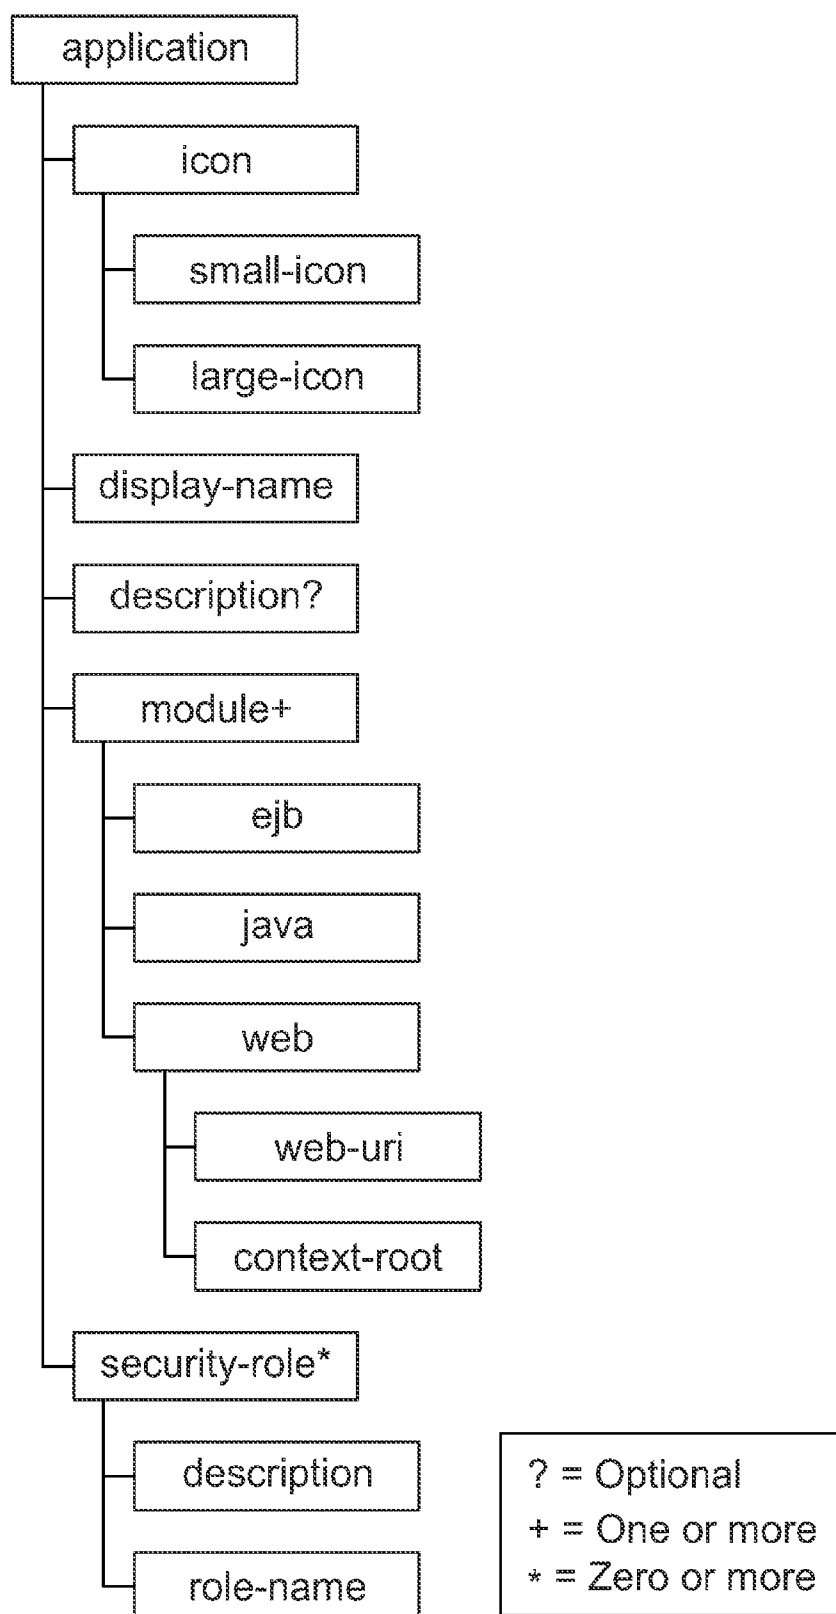 application
icon
small-icon
large-icon
display-name
description?
module+
ejb
java
web
web-uri
context-root
security-role*
description
role-name
? = Optional
+ = One or more
* = Zero or more